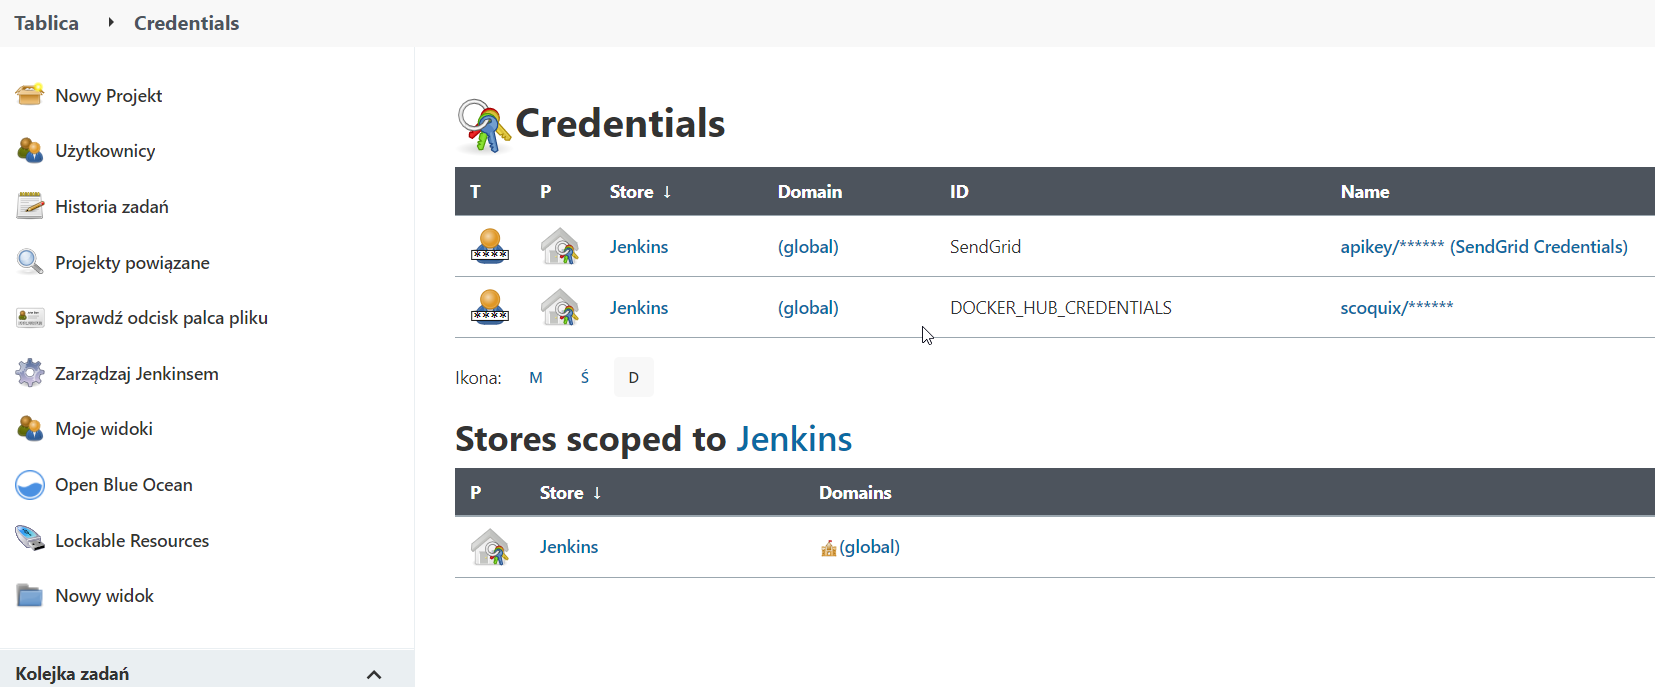 Tablica Credentials
Nowy Projekt
Użytkownicy
Historia zadań
Projekty powiązane
Sprawdź odcisk palca pliku
Zarządzaj Jenkinsem
Moje widoki
Open Blue Ocean
Lockable Resources
Nowy widok
Kolejka zadań
Credentials
T P Store ↓ Domain ID Name
**** Jenkins (global) SendGrid apikey/****** (SendGrid Credentials)
**** Jenkins (global) DOCKER_HUB_CREDENTIALS scoquix/******
Ikona: M Ś D
Stores scoped to Jenkins
P Store ↓ Domains
Jenkins (global)